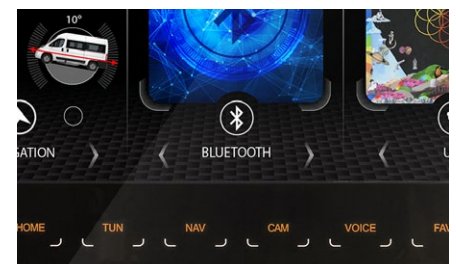 10°
GATION
BLUETOOTH
U
HOME TUN NAV CAM VOICE FAV